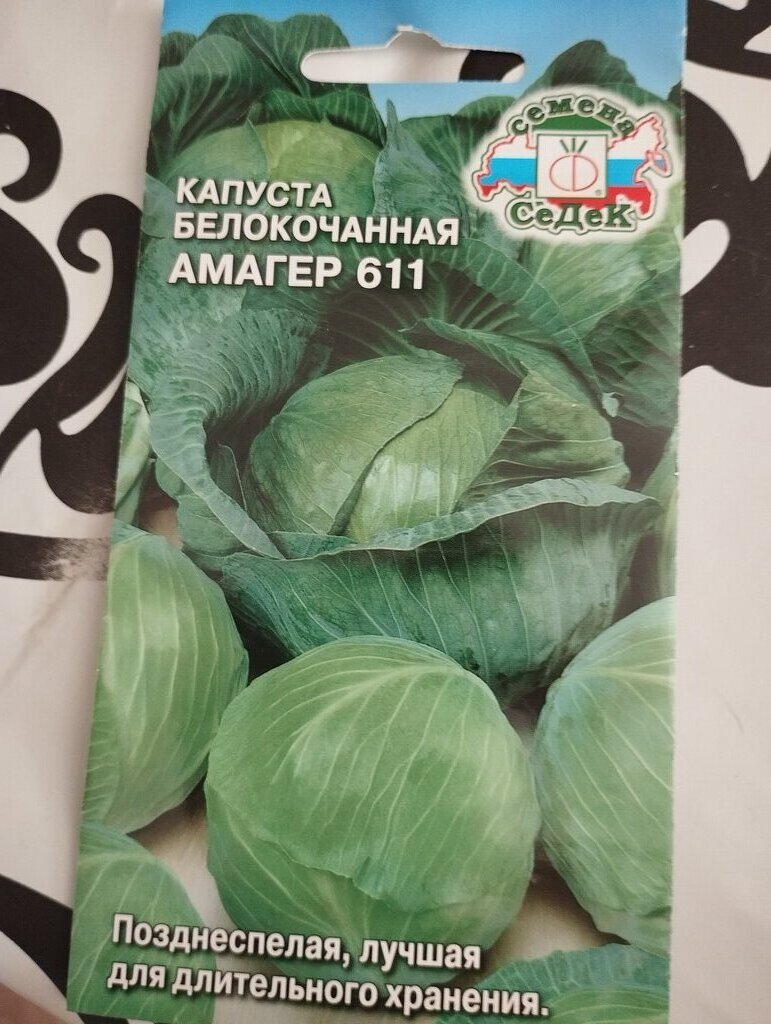 семена
СеДеК
КАПУСТА
БЕЛОКОЧАННАЯ
АМАГЕР 611
Позднеспелая, лучшая
для длительного хранения.